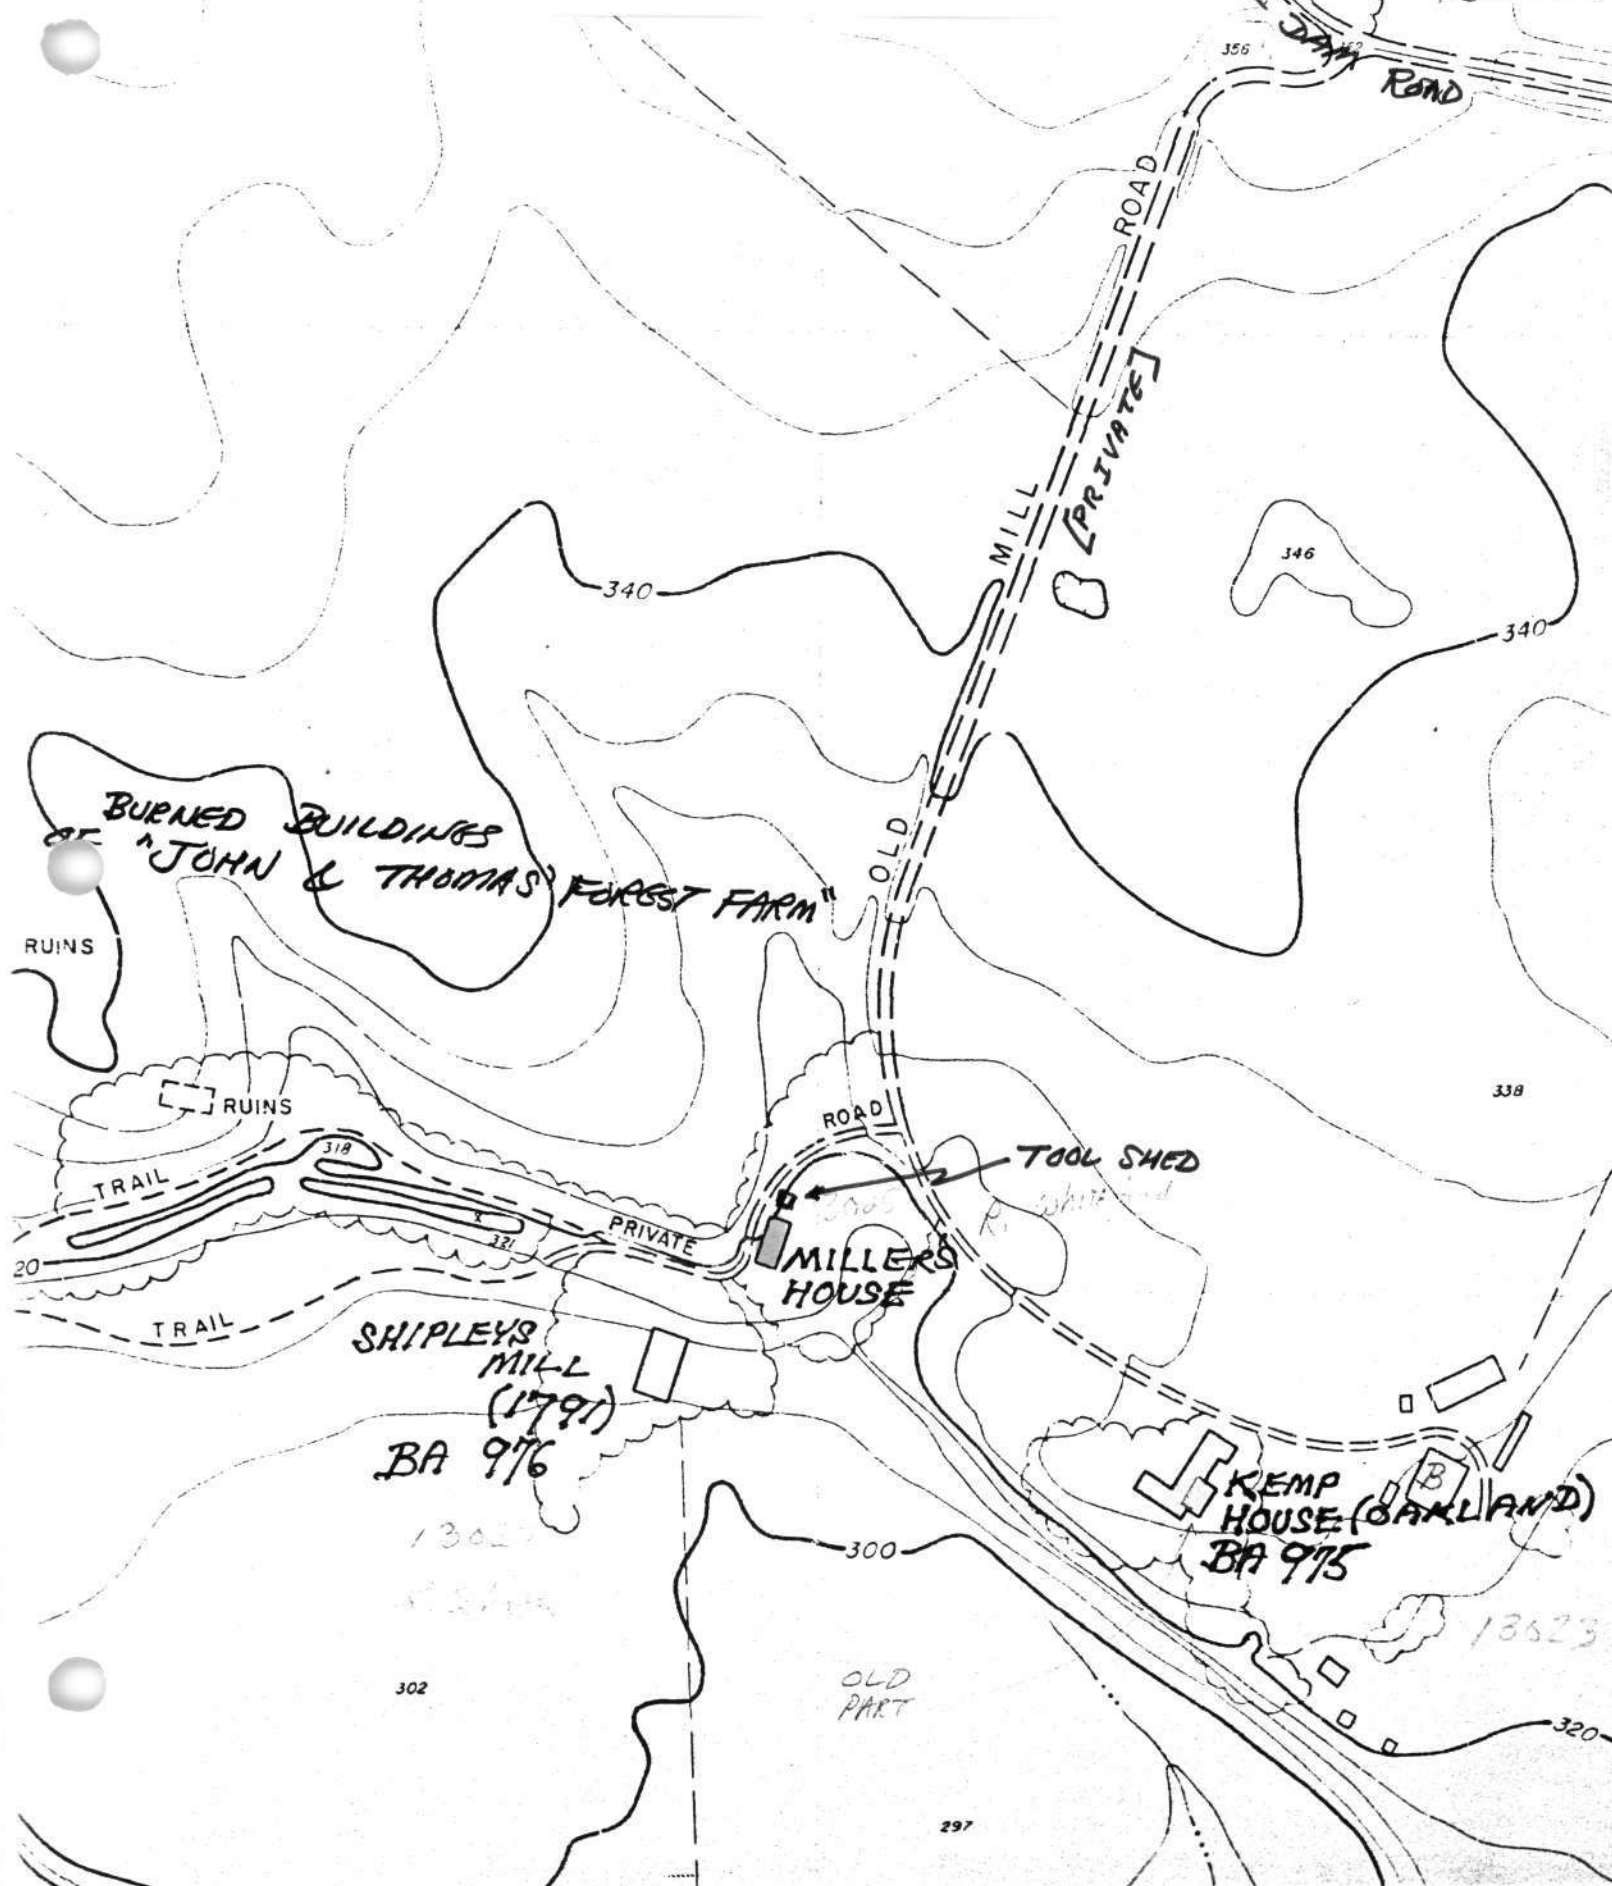 356
DAM
ROAD
ROAD
[PRIVATE]
MILL
346
340
340
OLD
BURNED BUILDINGS
OF "JOHN & THOMAS' FOREST FARM"
RUINS
338
RUINS
ROAD
318
TOOL SHED
TRAIL
PRIVATE
321
20
MILLERS
HOUSE
TRAIL
SHIPLEYS
MILL
(1791)
BA 976
B
KEMP
HOUSE (OAKLAND)
BA 975
300
13623
302
OLD
PART
320
297